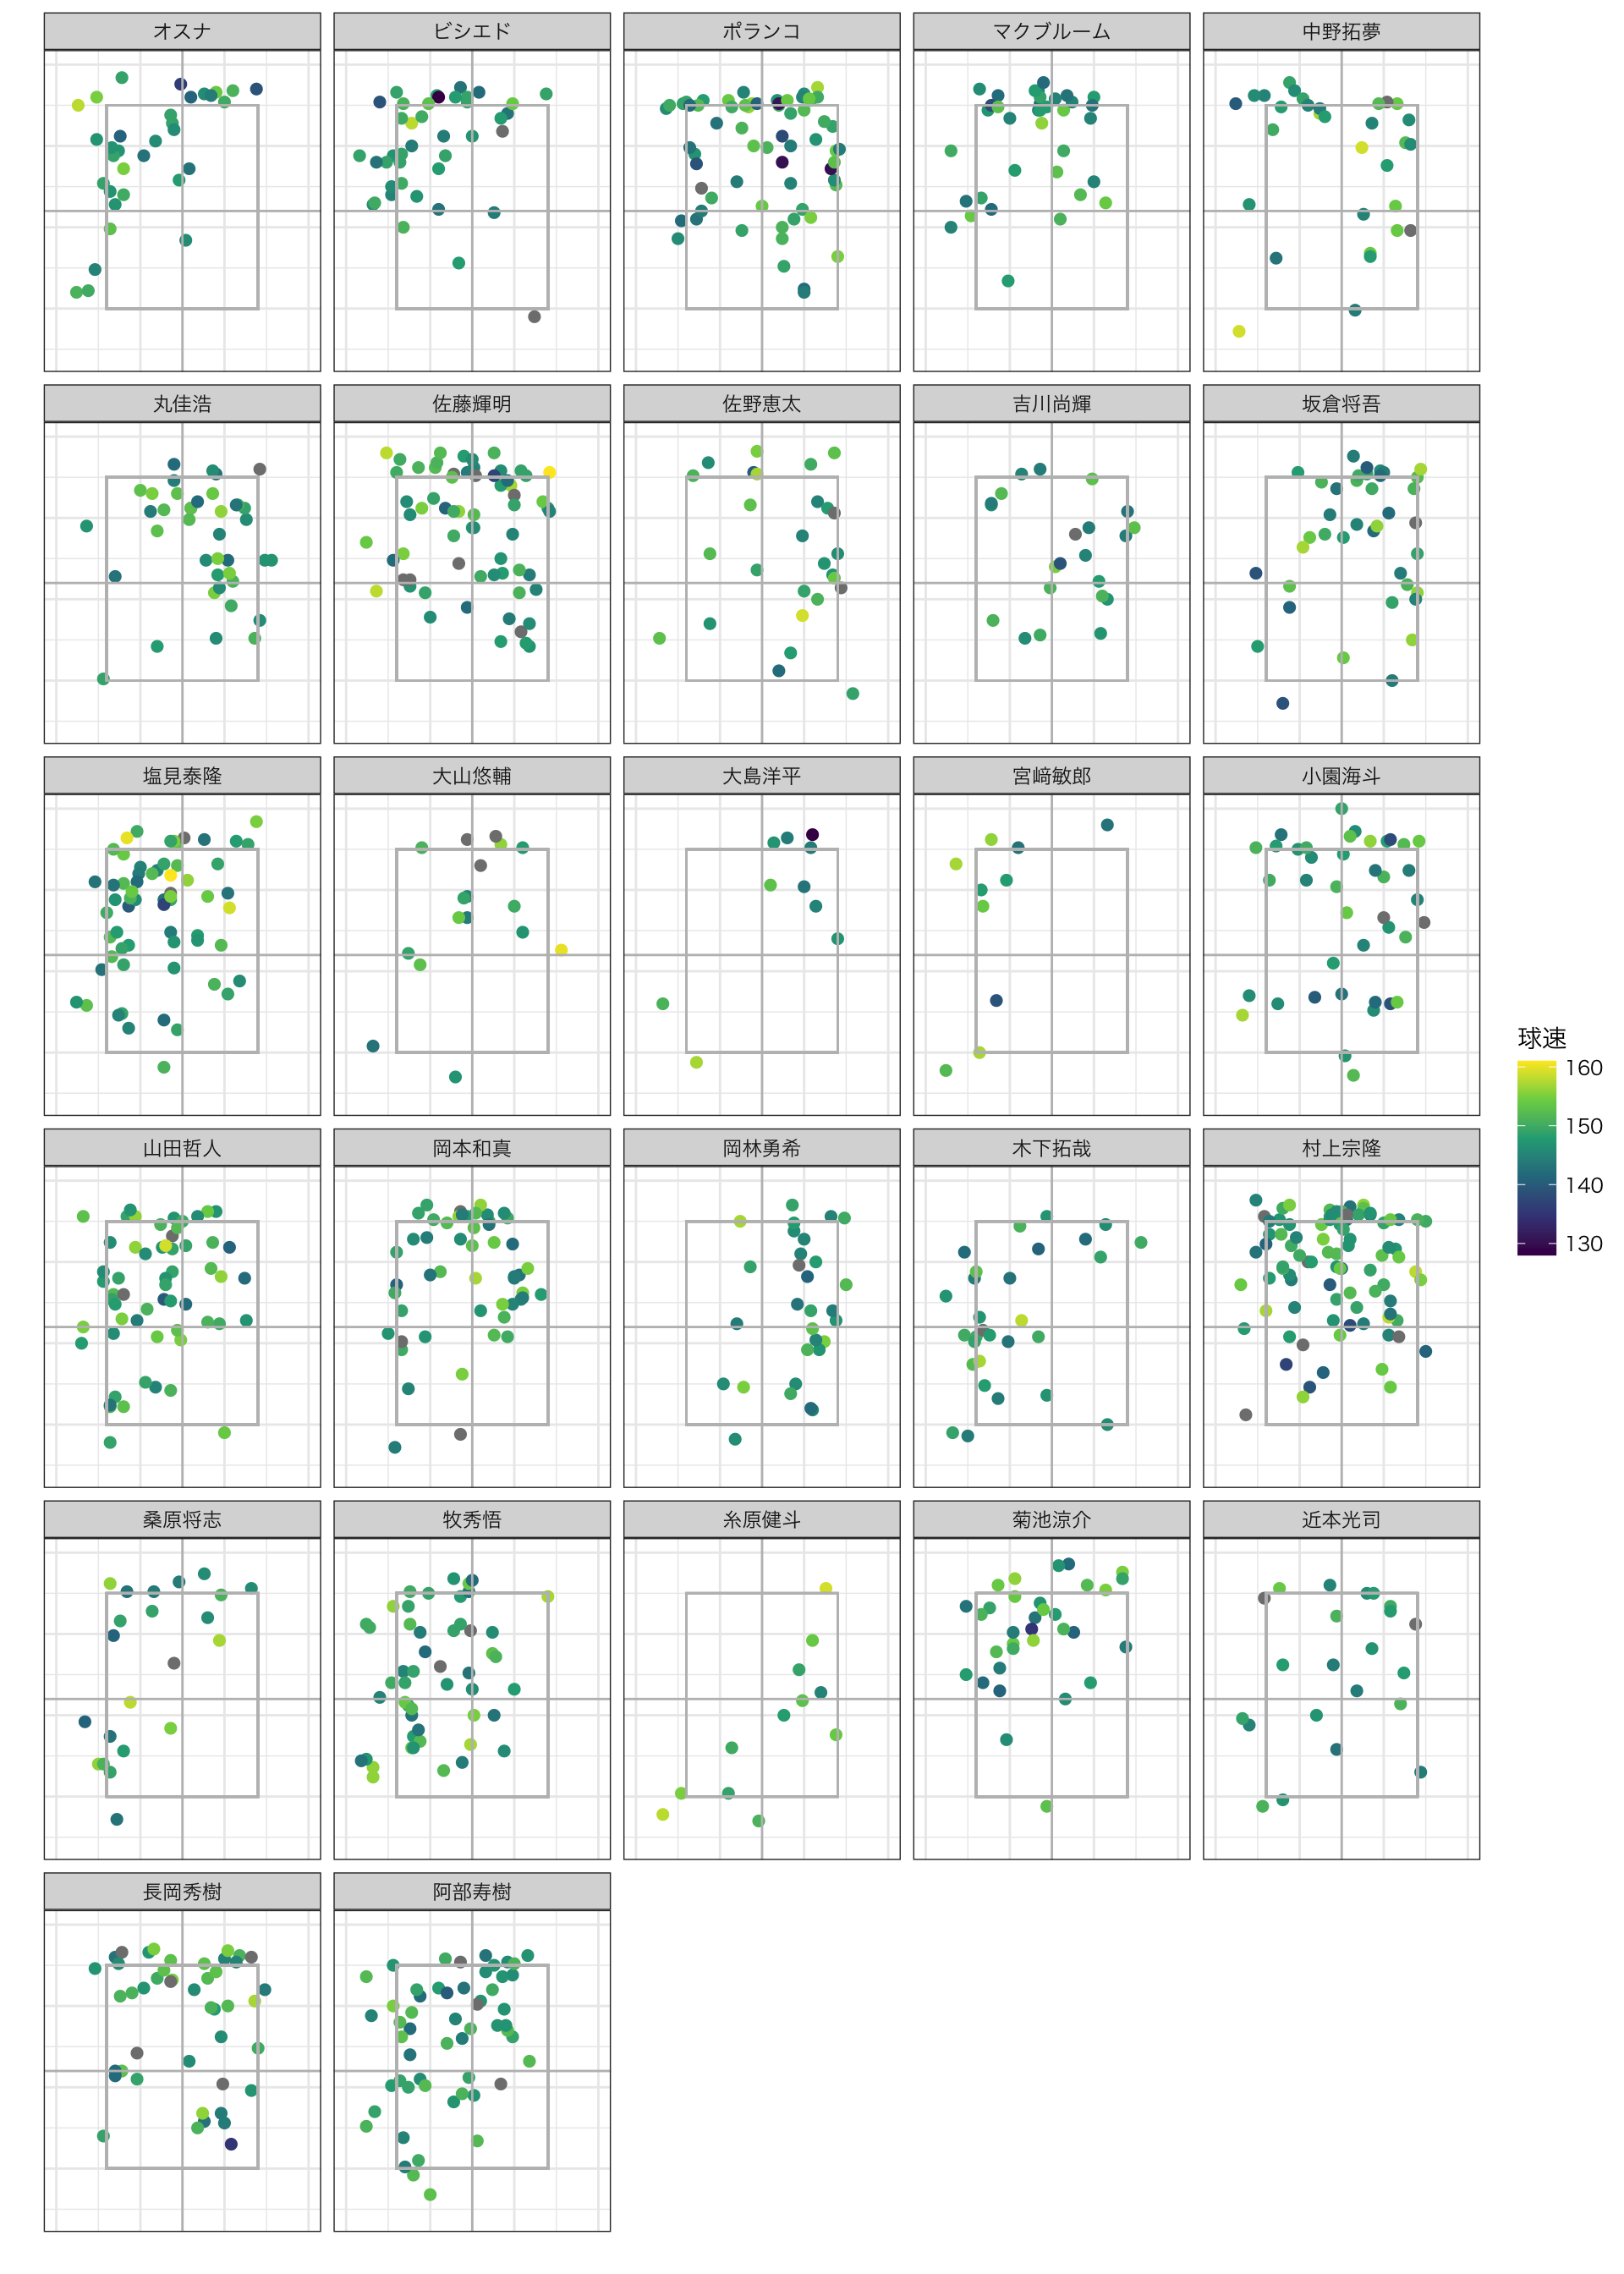 オスナ
ビシエド
ポランコ
マクブルーム
中野拓夢
丸佳浩
佐藤輝明
佐野恵太
吉川尚輝
坂倉将吾
塩見泰隆
大山悠輔
大島洋平
宮﨑敏郎
小園海斗
球速
160
150
140
130
山田哲人
岡本和真
岡林勇希
木下拓哉
村上宗隆
桑原将志
牧秀悟
糸原健斗
菊池涼介
近本光司
長岡秀樹
阿部寿樹